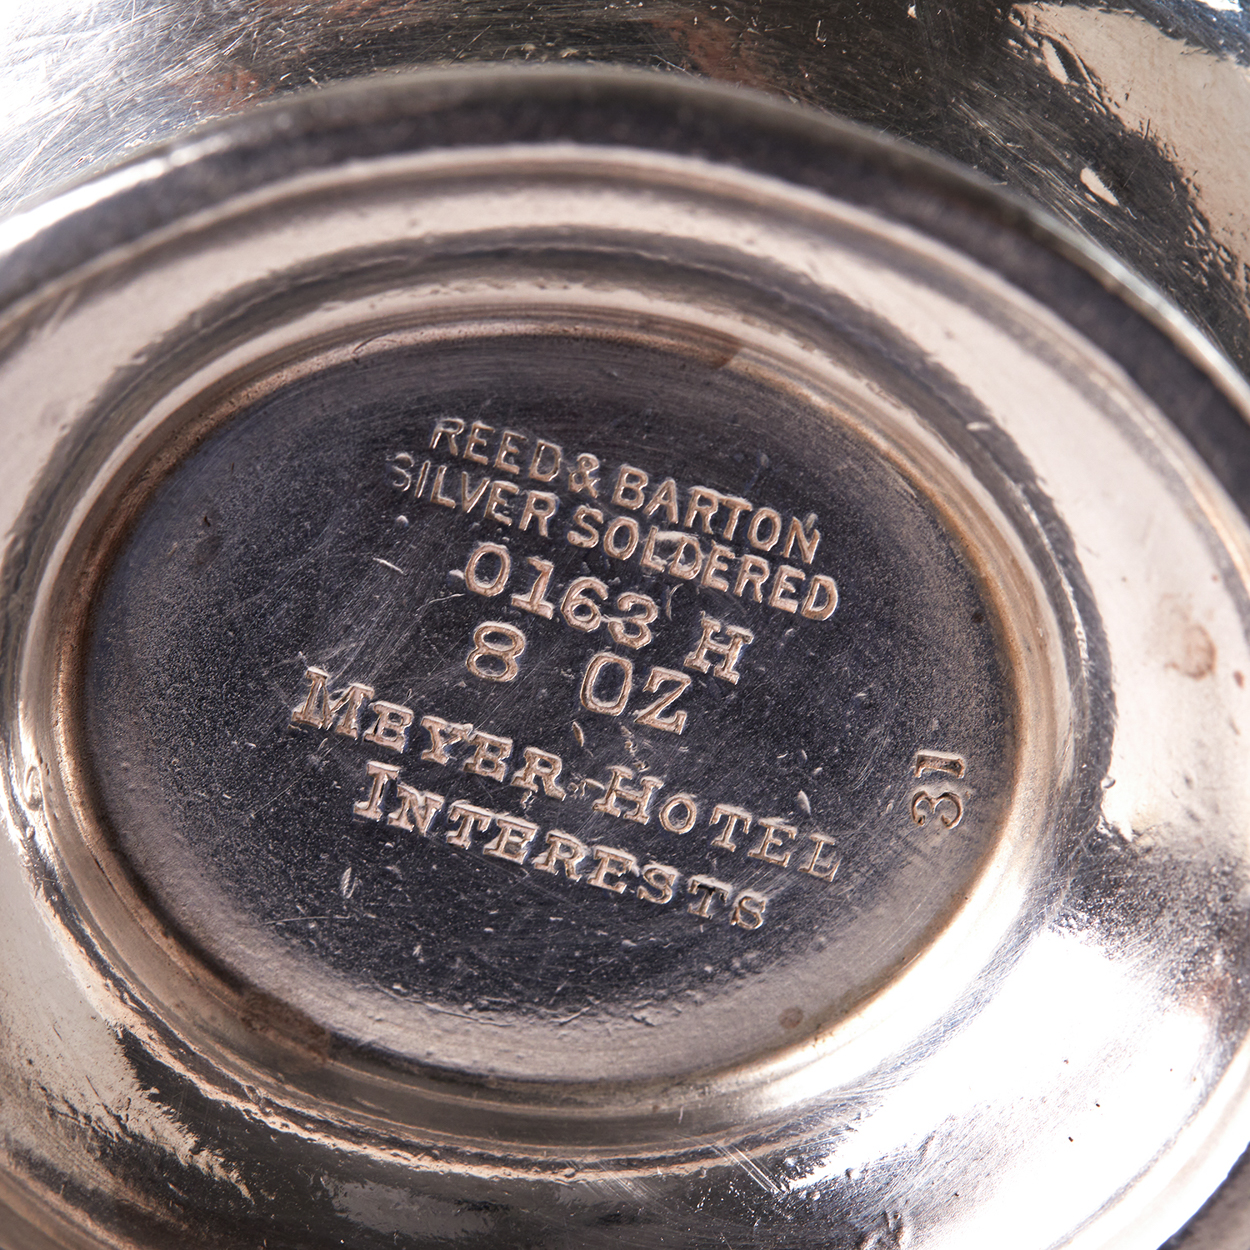 REED & BARTON
SILVER SOLDERED
0163 H
8 OZ
MEYER-HOTEL
INTERESTS
31